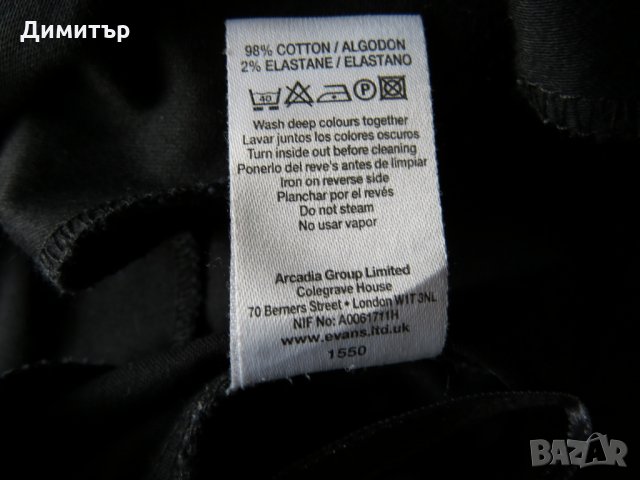 Димитър
98% COTTON / ALGODON
2% ELASTANE / ELASTANO
40 P
Wash deep colours together
Lavar juntos los colores oscuros
Turn inside out before cleaning
Ponerlo del reve's antes de limpiar
Iron on reverse side
Planchar por el revés
Do not steam
No usar vapor
Arcadia Group Limited
Colegrave House
70 Berners Street • London W1T 3NL
NIF No: A0061711H
www.evans.ltd.uk
1550
BAZAR